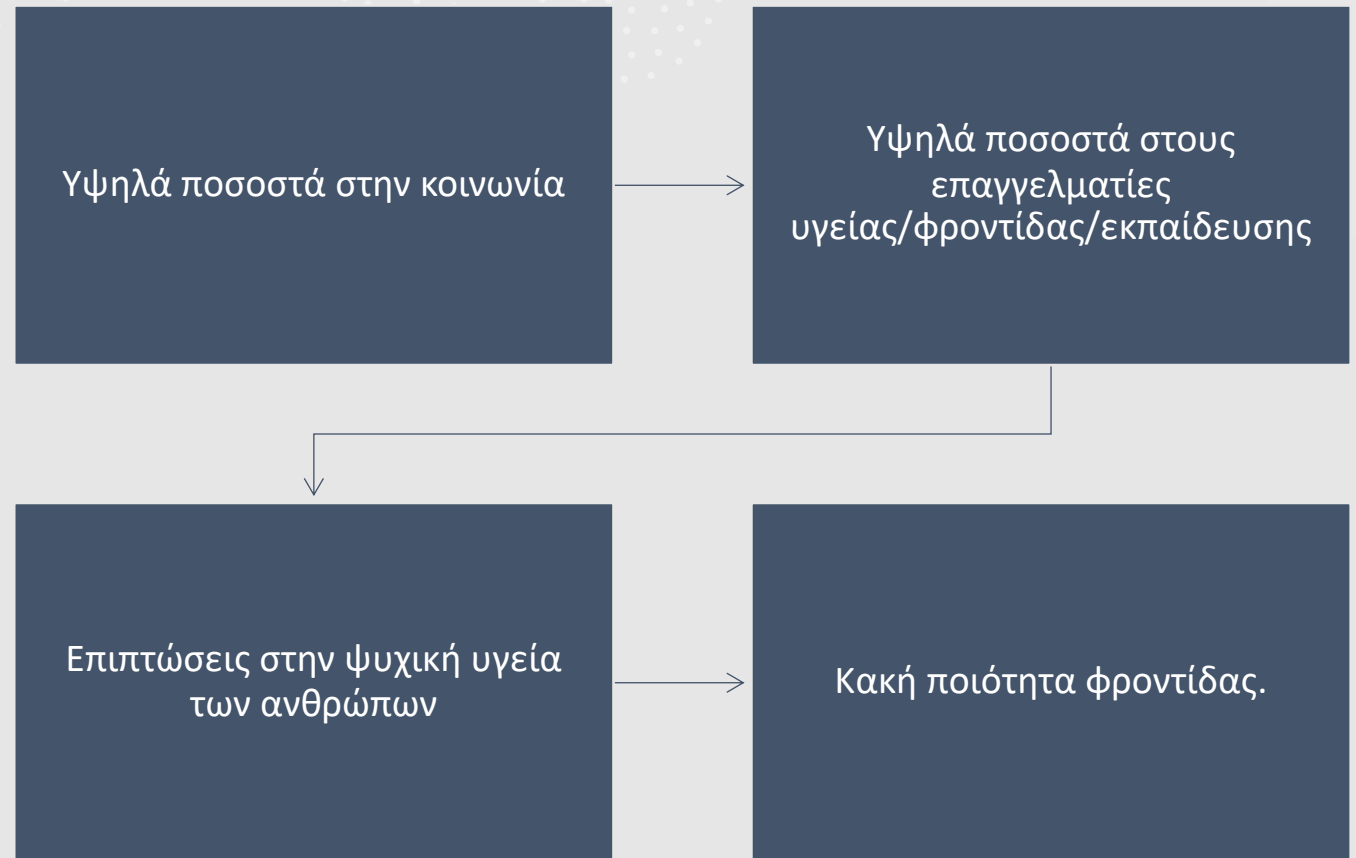 Υψηλά ποσοστά στην κοινωνία
Υψηλά ποσοστά στους
επαγγελματίες
υγείας/φροντίδας/εκπαίδευσης
Επιπτώσεις στην ψυχική υγεία
των ανθρώπων
Κακή ποιότητα φροντίδας.